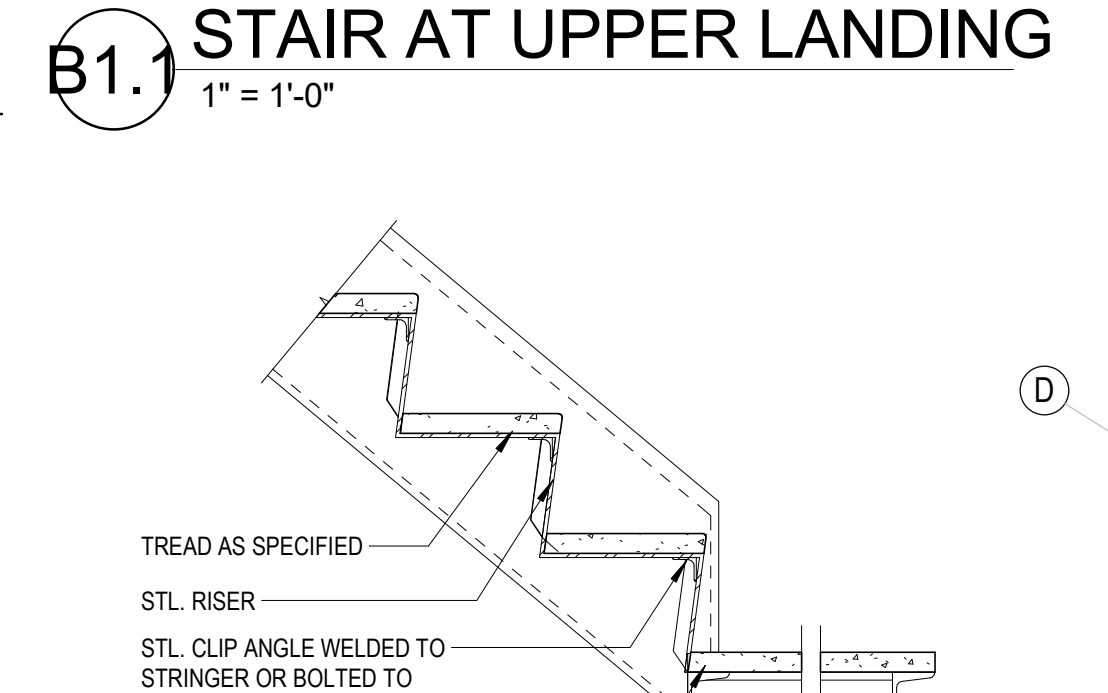 B1.1
STAIR AT UPPER LANDING
1" = 1'-0"
D
TREAD AS SPECIFIED
STL. RISER
STL. CLIP ANGLE WELDED TO
STRINGER OR BOLTED TO